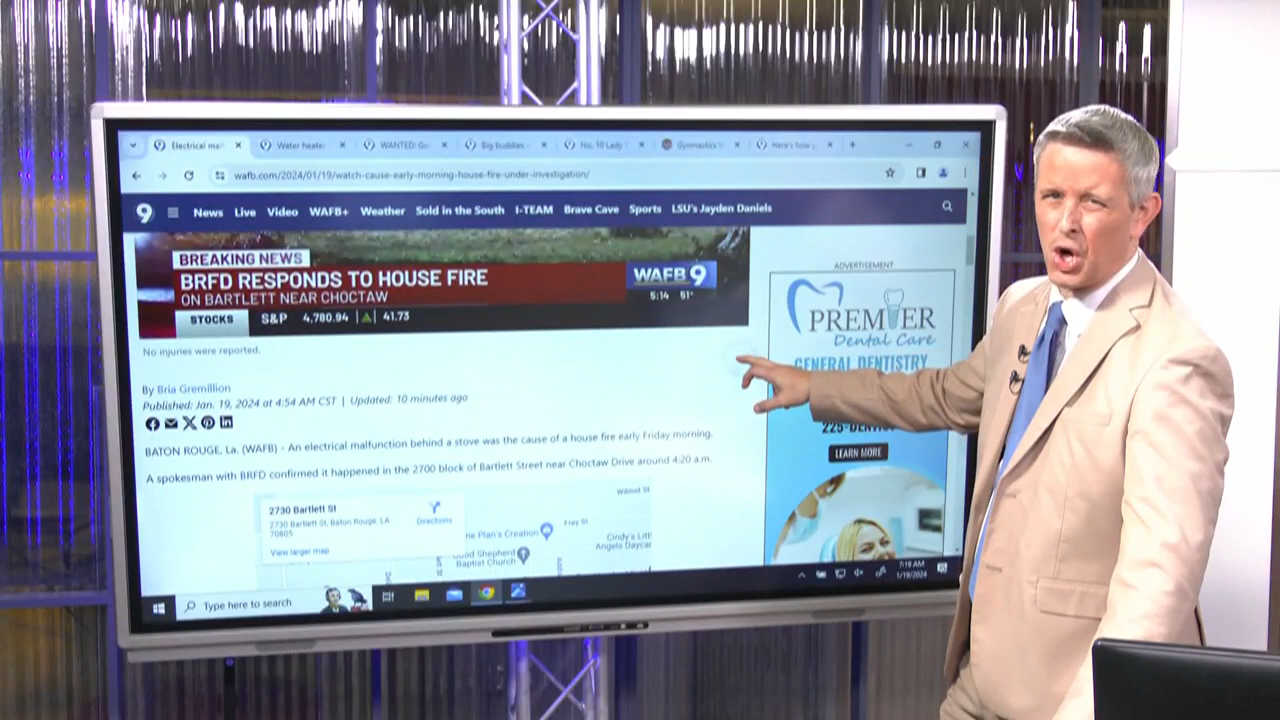 Electrical mar
Water heate
WANTED: Go
Big buddies
No. 10 Lady
Gymnastics
Here's how
wafb.com/2024/01/19/watch-cause-early-morning-house-fire-under-investigation/
9 News Live Video WAFB+ Weather Sold in the South I-TEAM Brave Cave Sports LSU's Jayden Daniels
BREAKING NEWS
BRFD RESPONDS TO HOUSE FIRE
ON BARTLETT NEAR CHOCTAW
WAFB 9
5:14 51°
STOCKS S&P 4,780.94 41.73
No injuries were reported.
By Bria Gremillion
Published: Jan. 19, 2024 at 4:54 AM CST | Updated: 10 minutes ago
BATON ROUGE, La. (WAFB) - An electrical malfunction behind a stove was the cause of a house fire early Friday morning.
A spokesman with BRFD confirmed it happened in the 2700 block of Bartlett Street near Choctaw Drive around 4:20 a.m.
2730 Bartlett St
2730 Bartlett St, Baton Rouge, LA
70805
Directions
View larger map
Wilmot St
ne Plan's Creation
Frey St
Cindy's Littl
Angels Daycar
Good Shepherd
Baptist Church
ADVERTISEMENT
PREMIER
Dental Care
GENERAL DENTISTRY
LEARN MORE
Type here to search
7:19 AM
1/19/2024